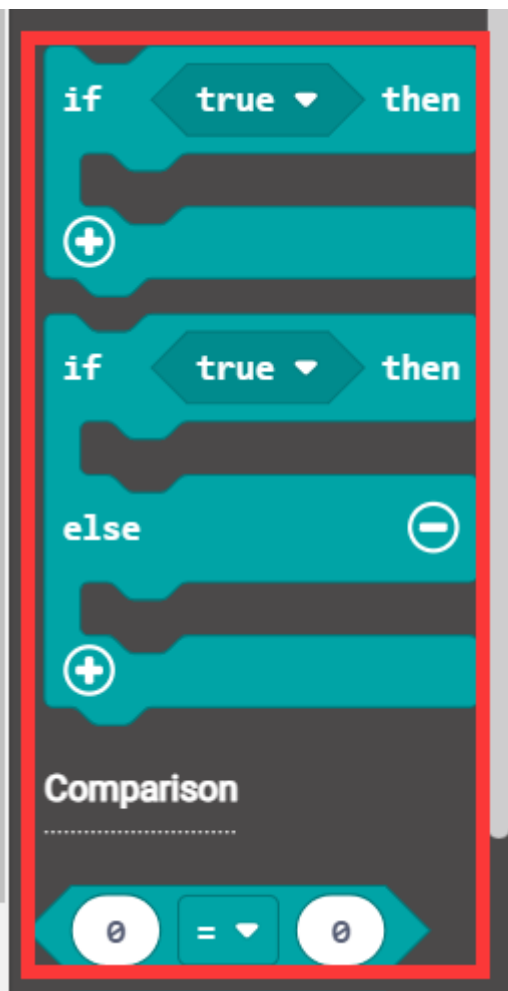 if true then
if true then
else
Comparison
0 = 0